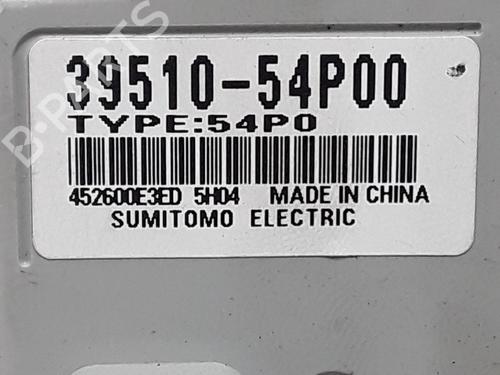 39510-54P00
TYPE:54P0
452600E3ED 5H04 MADE IN CHINA
SUMITOMO ELECTRIC
B-PARTS